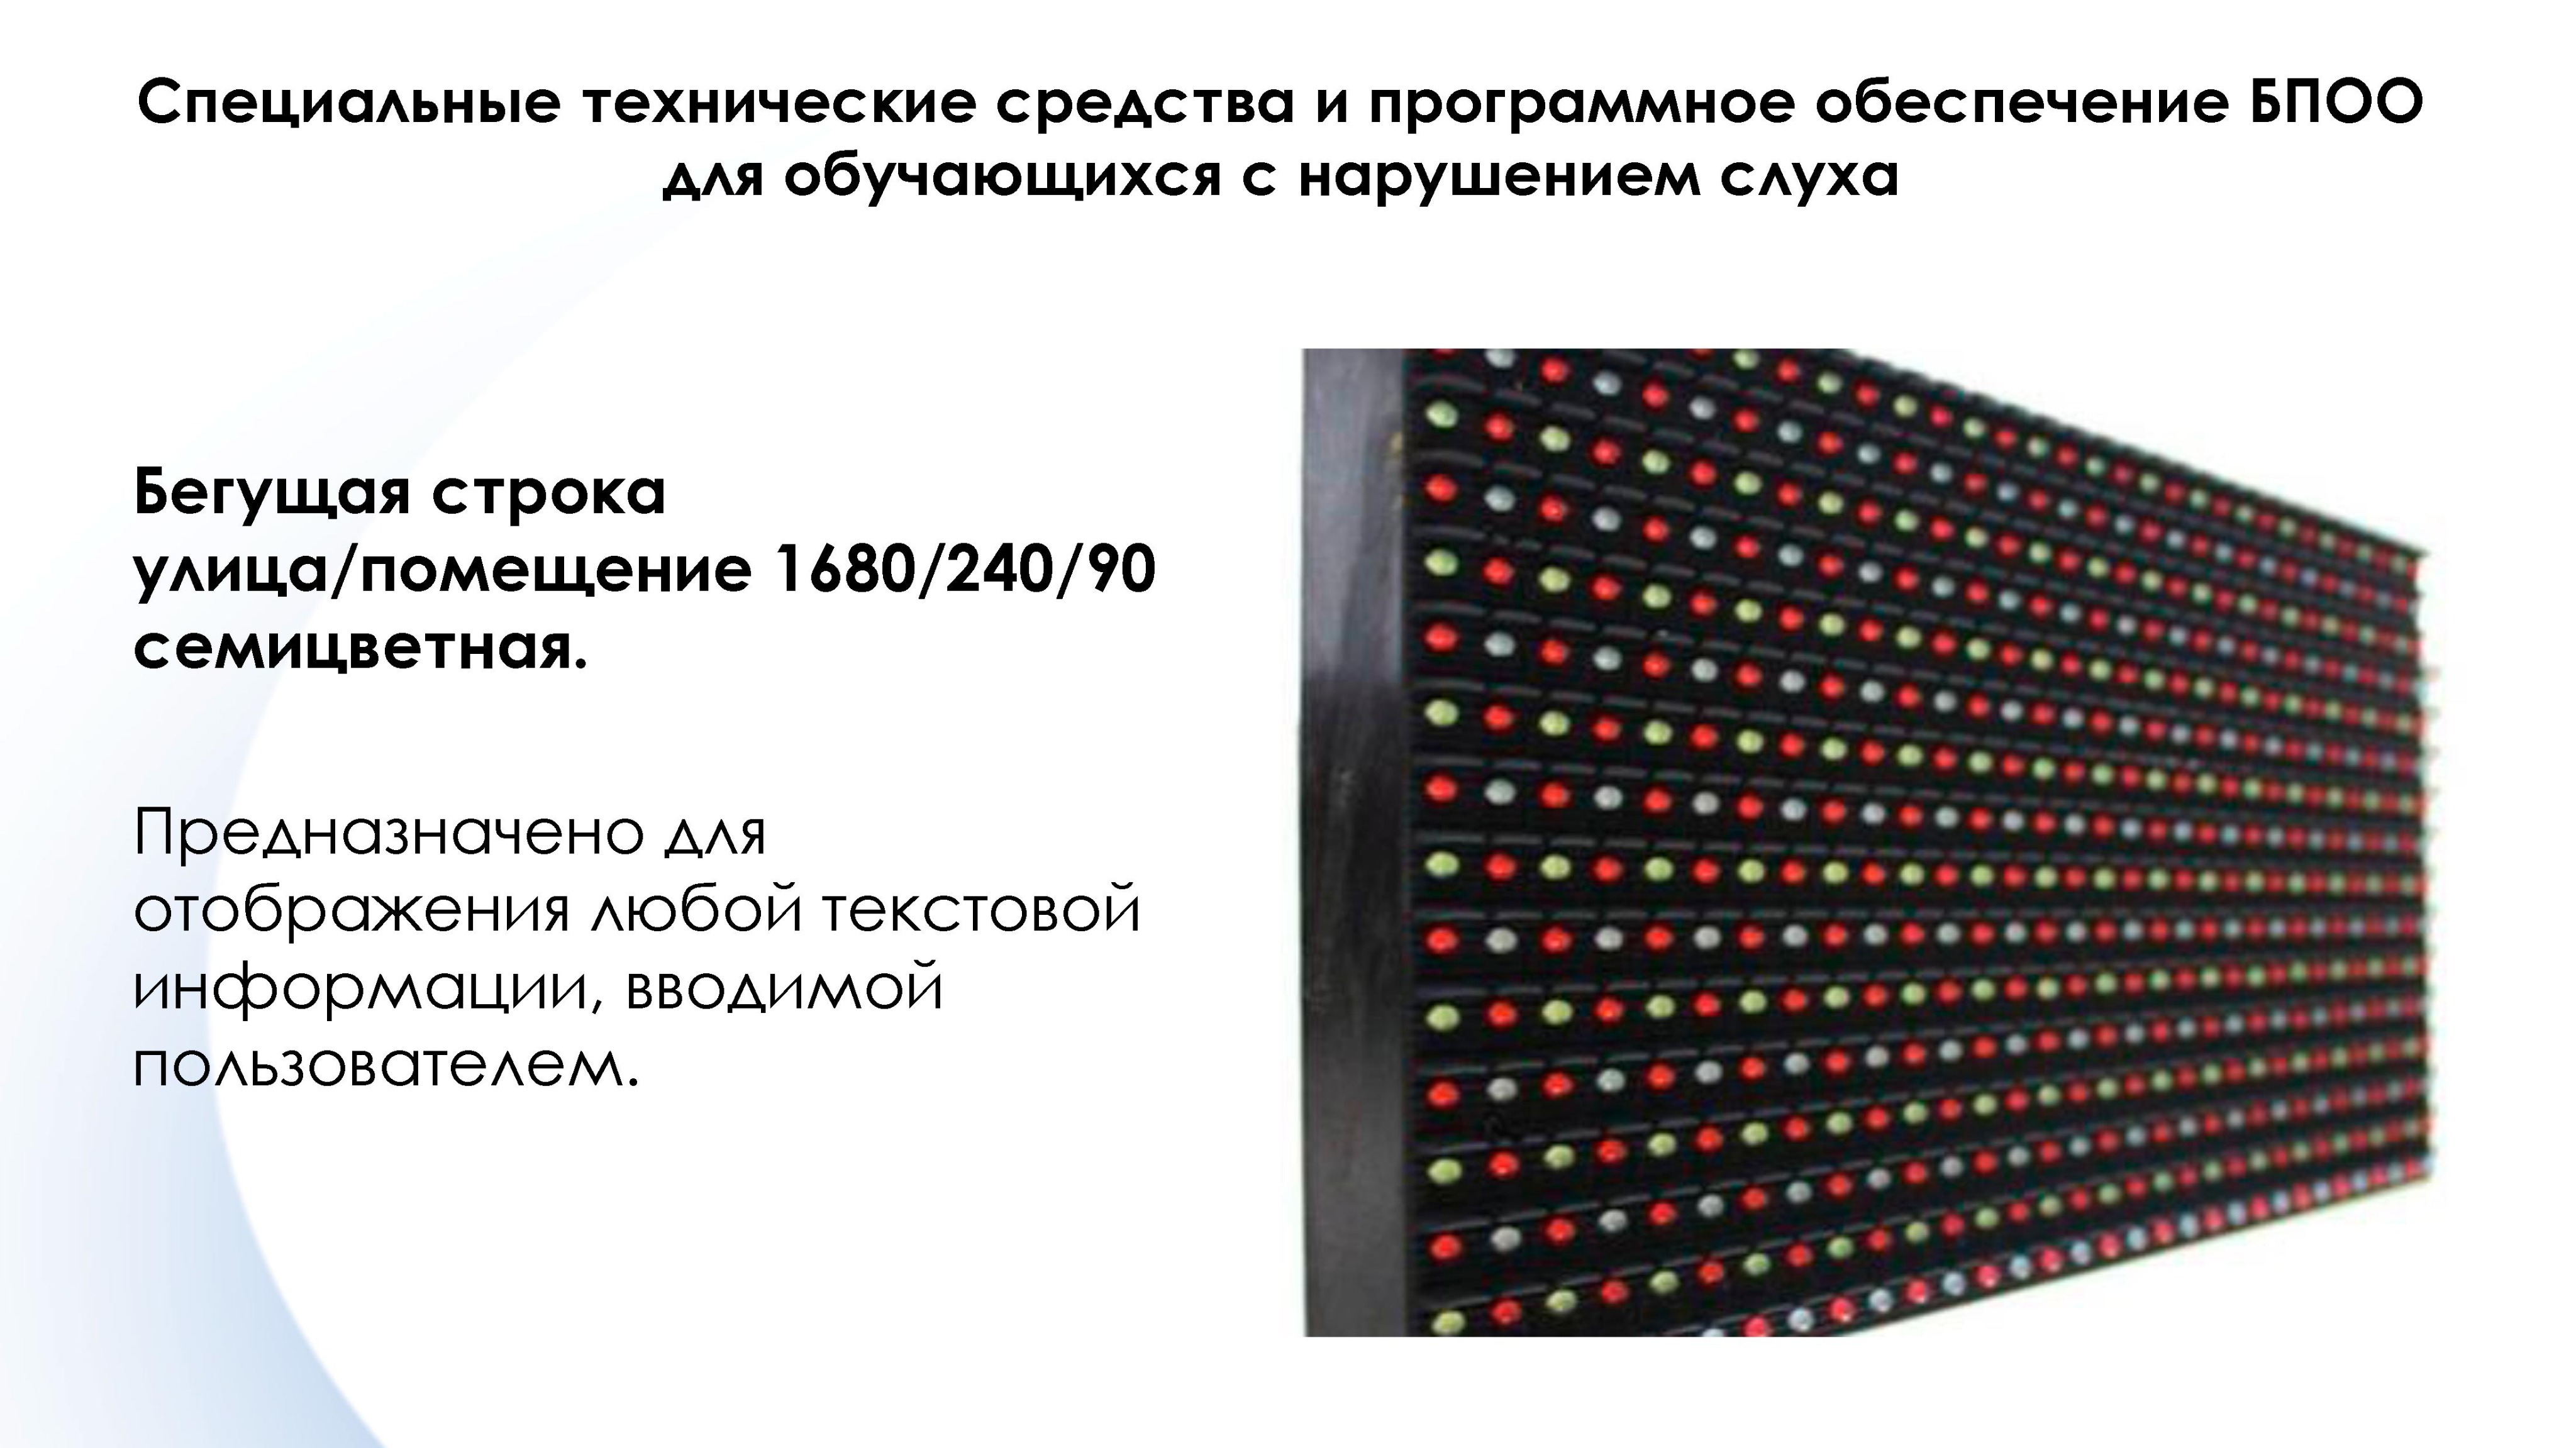 Специальные технические средства и программное обеспечение БПОО
для обучающихся с нарушением слуха
Бегущая строка
улица/помещение 1680/240/90
семицветная.
Предназначено для
отображения любой текстовой
информации, вводимой
пользователем.